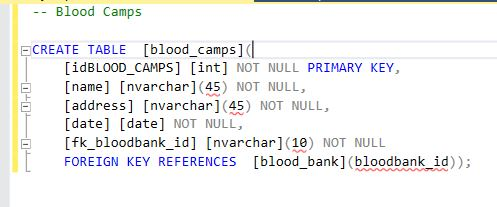 -- Blood Camps
CREATE TABLE  [blood_camps](
[idBLOOD_CAMPS] [int] NOT NULL PRIMARY KEY,
[name] [nvarchar](45) NOT NULL,
[address] [nvarchar](45) NOT NULL,
[date] [date] NOT NULL,
[fk_bloodbank_id] [nvarchar](10) NOT NULL
FOREIGN KEY REFERENCES  [blood_bank](bloodbank_id));